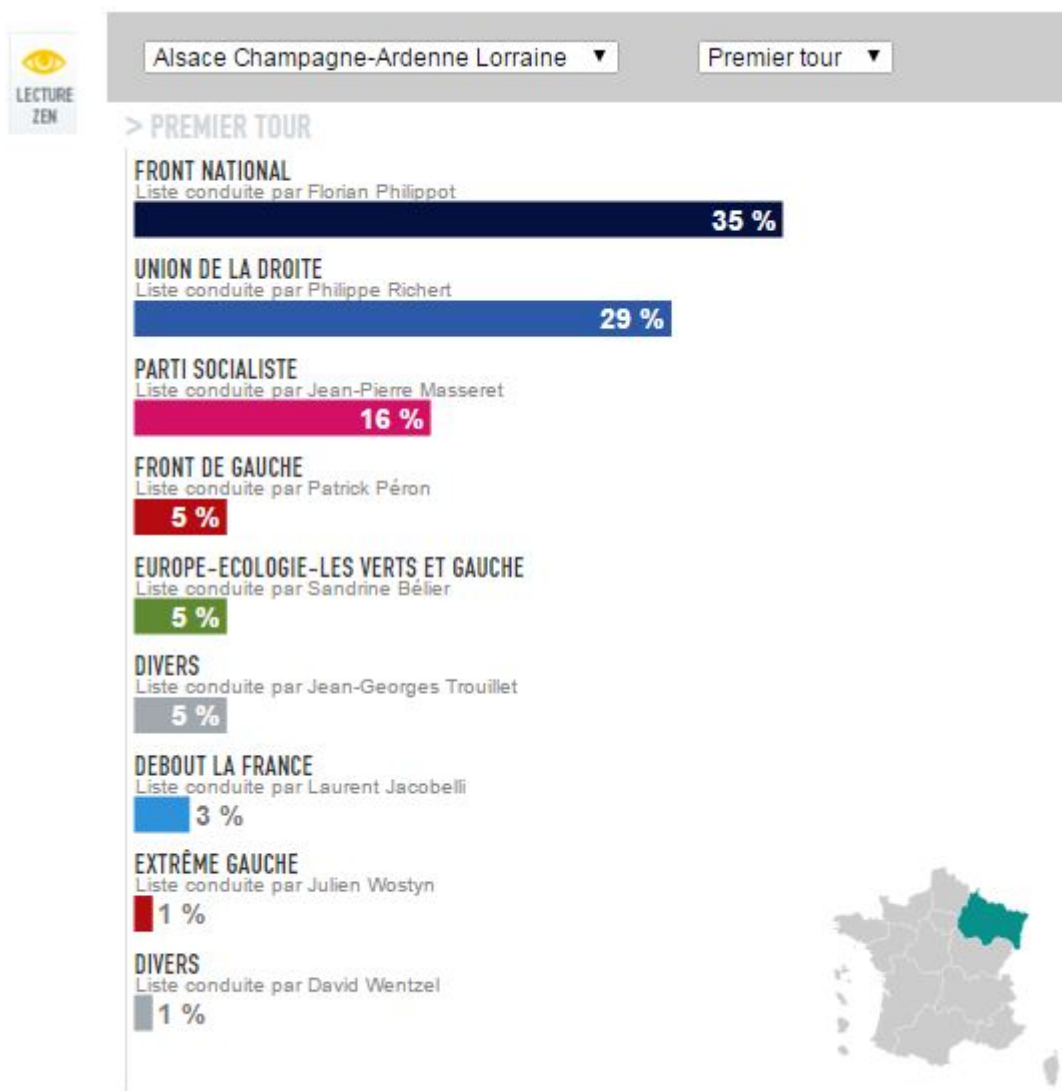 LECTURE
ZEN
Alsace Champagne-Ardenne Lorraine
Premier tour
> PREMIER TOUR
FRONT NATIONAL
Liste conduite par Florian Philippot
35 %
UNION DE LA DROITE
Liste conduite par Philippe Richert
29 %
PARTI SOCIALISTE
Liste conduite par Jean-Pierre Masseret
16 %
FRONT DE GAUCHE
Liste conduite par Patrick Péron
5 %
EUROPE-ECOLOGIE-LES VERTS ET GAUCHE
Liste conduite par Sandrine Bélier
5 %
DIVERS
Liste conduite par Jean-Georges Trouillet
5 %
DEBOUT LA FRANCE
Liste conduite par Laurent Jacobelli
3 %
EXTRÊME GAUCHE
Liste conduite par Julien Wostyn
1 %
DIVERS
Liste conduite par David Wentzel
1 %